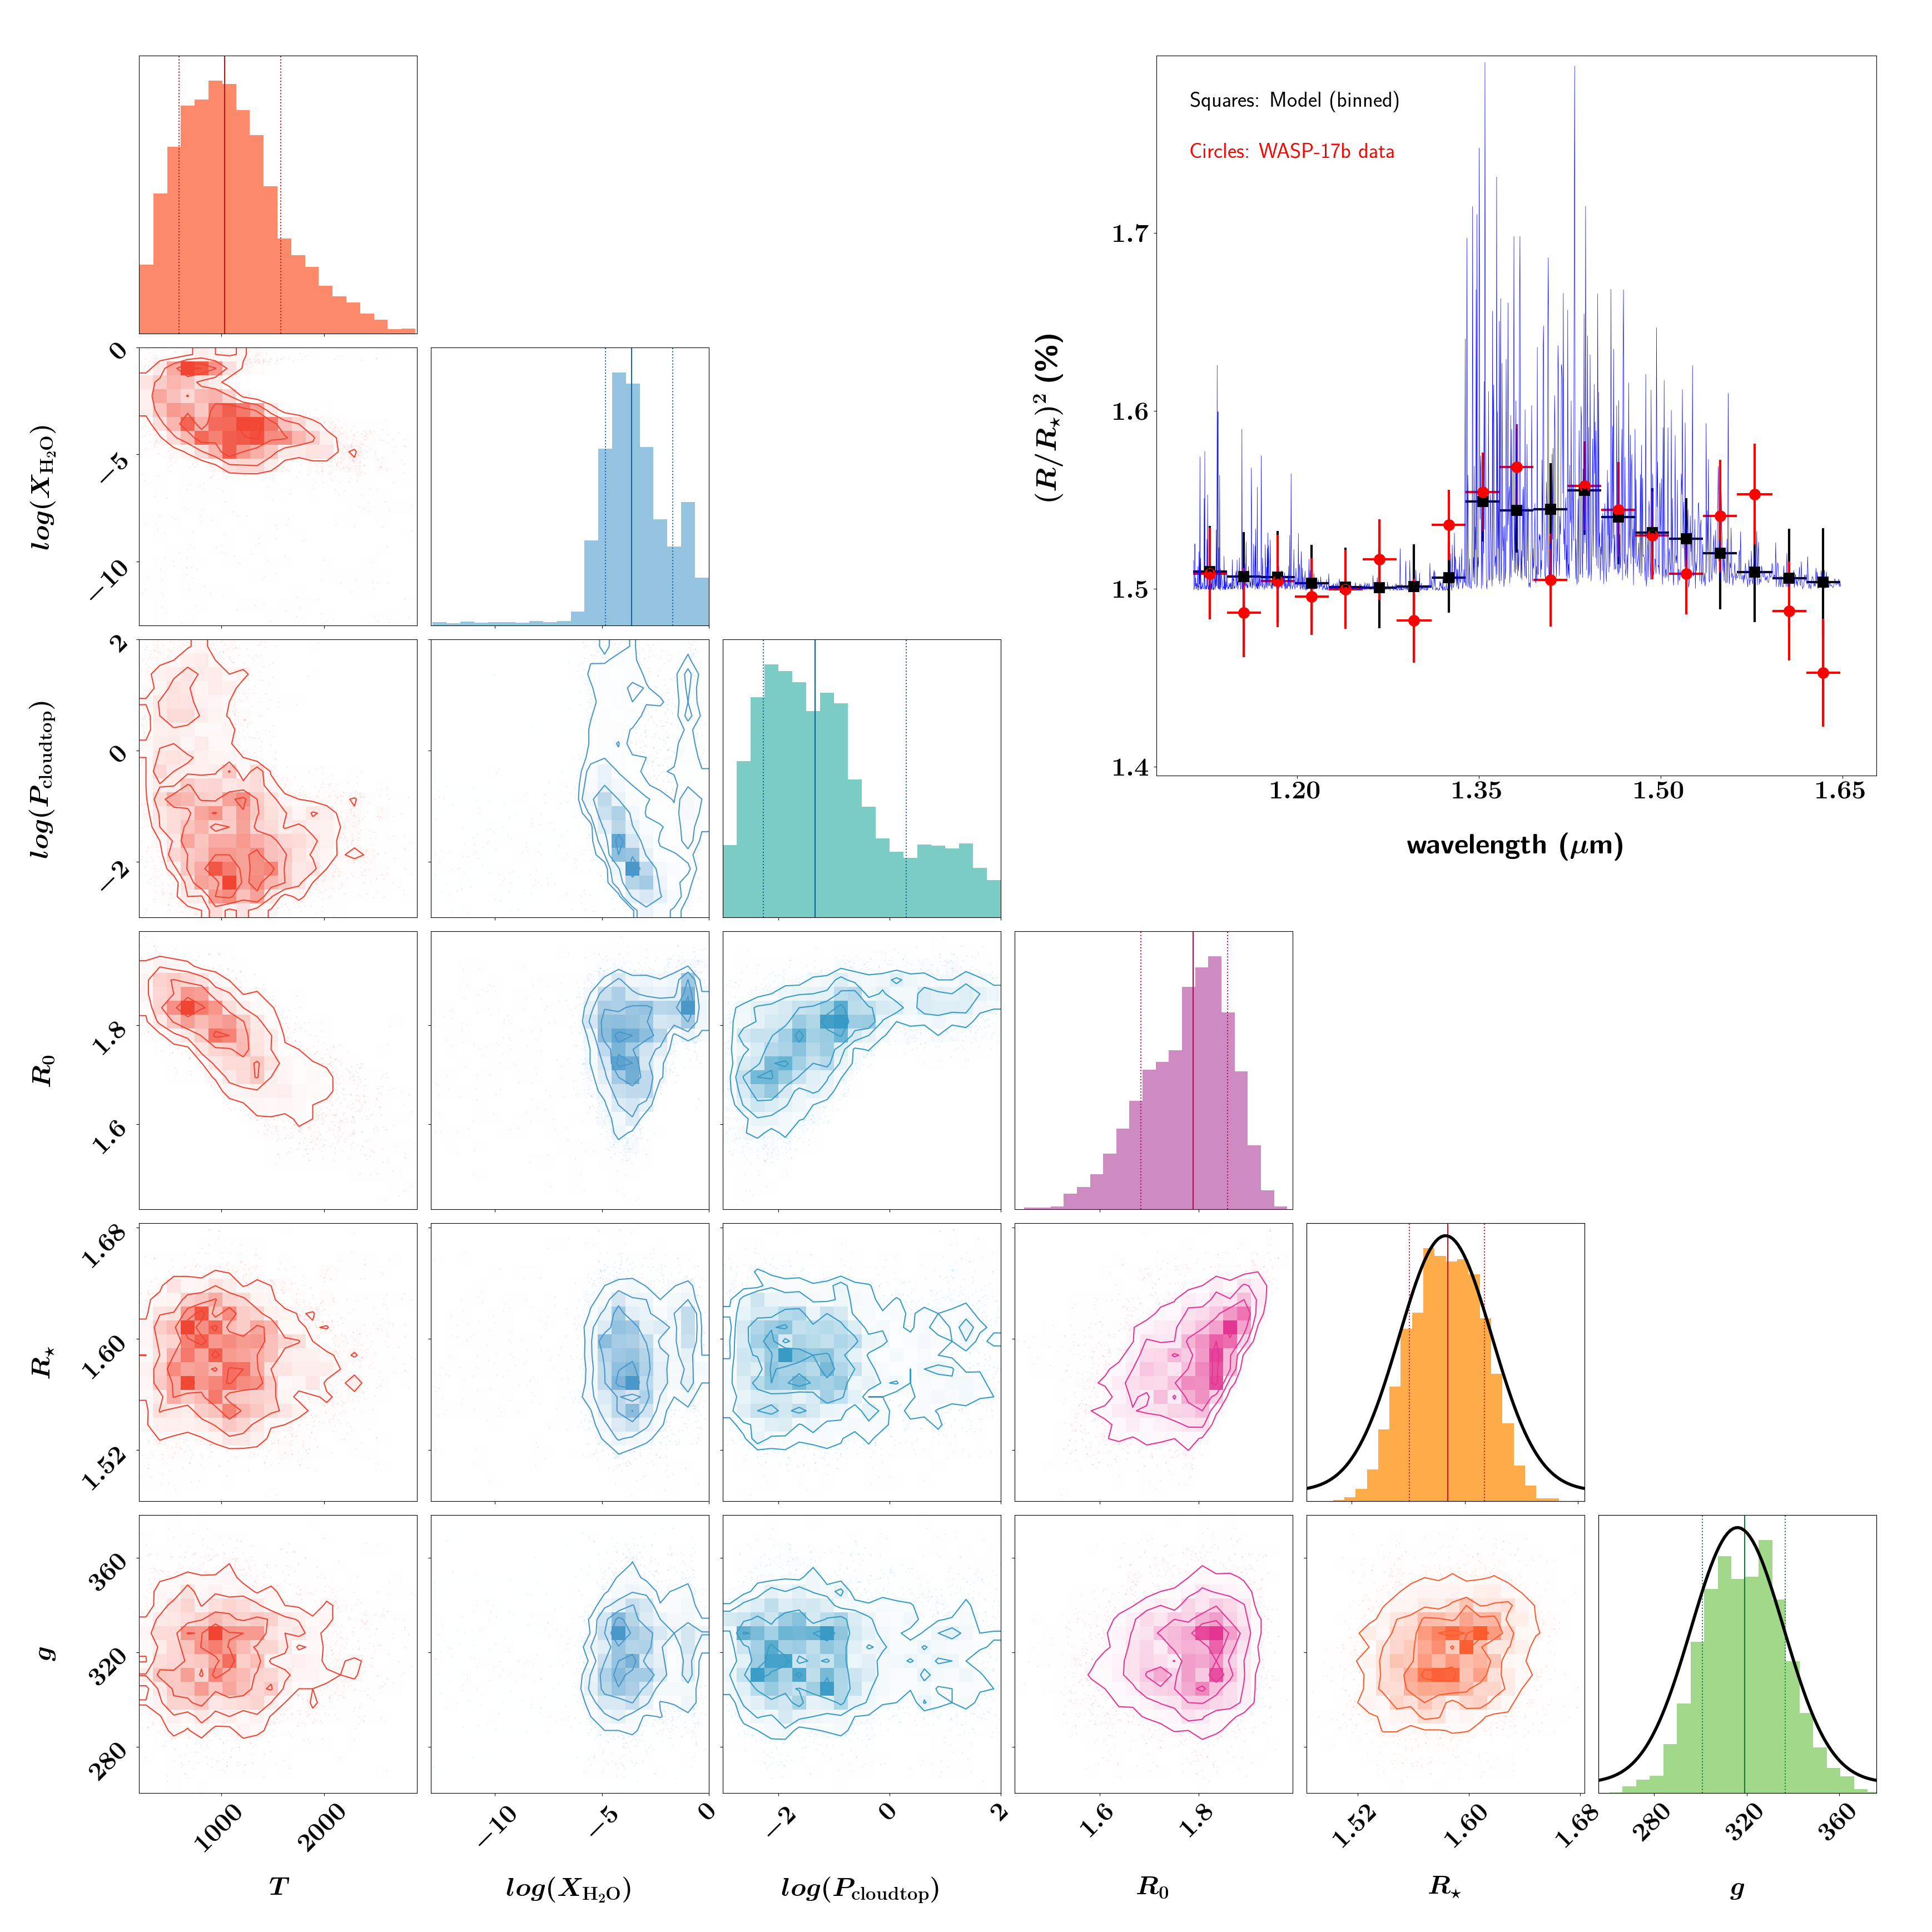 Squares: Model (binned)
Circles: WASP-17b data
(R/R⋆)² (%)
1.7
1.6
1.5
1.4
1.20 1.35 1.50 1.65
wavelength (μm)
log(X_H₂O)
0
−5
−10
log(P_cloudtop)
2
0
−2
R₀
1.8
1.6
R⋆
1.68
1.60
1.52
g
360
320
280
1000 2000 −10 −5 0 −2 0 2 1.6 1.8 1.52 1.60 1.68 280 320 360
T log(X_H₂O) log(P_cloudtop) R₀ R⋆ g